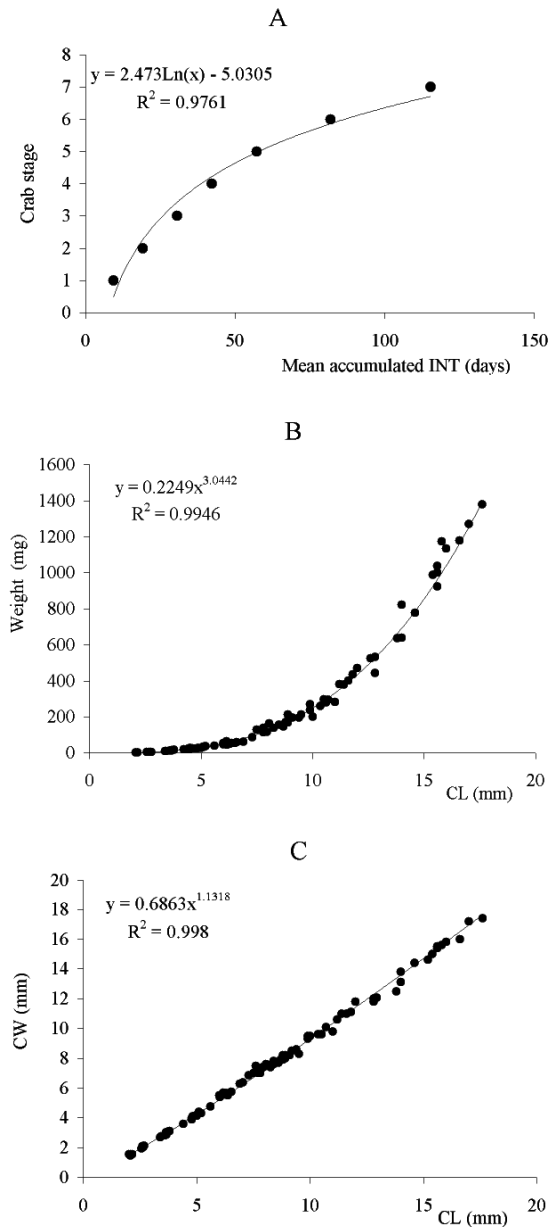 A
8
7
6
5
4
3
2
1
0
Crab stage
y = 2.473Ln(x) - 5.0305
R² = 0.9761
0 50 100 150
Mean accumulated INT (days)
B
1600
1400
1200
1000
800
600
400
200
0
Weight (mg)
y = 0.2249x^3.0442
R² = 0.9946
0 5 10 15 20
CL (mm)
C
20
18
16
14
12
10
8
6
4
2
0
CW (mm)
y = 0.6863x^1.1318
R² = 0.998
0 5 10 15 20
CL (mm)